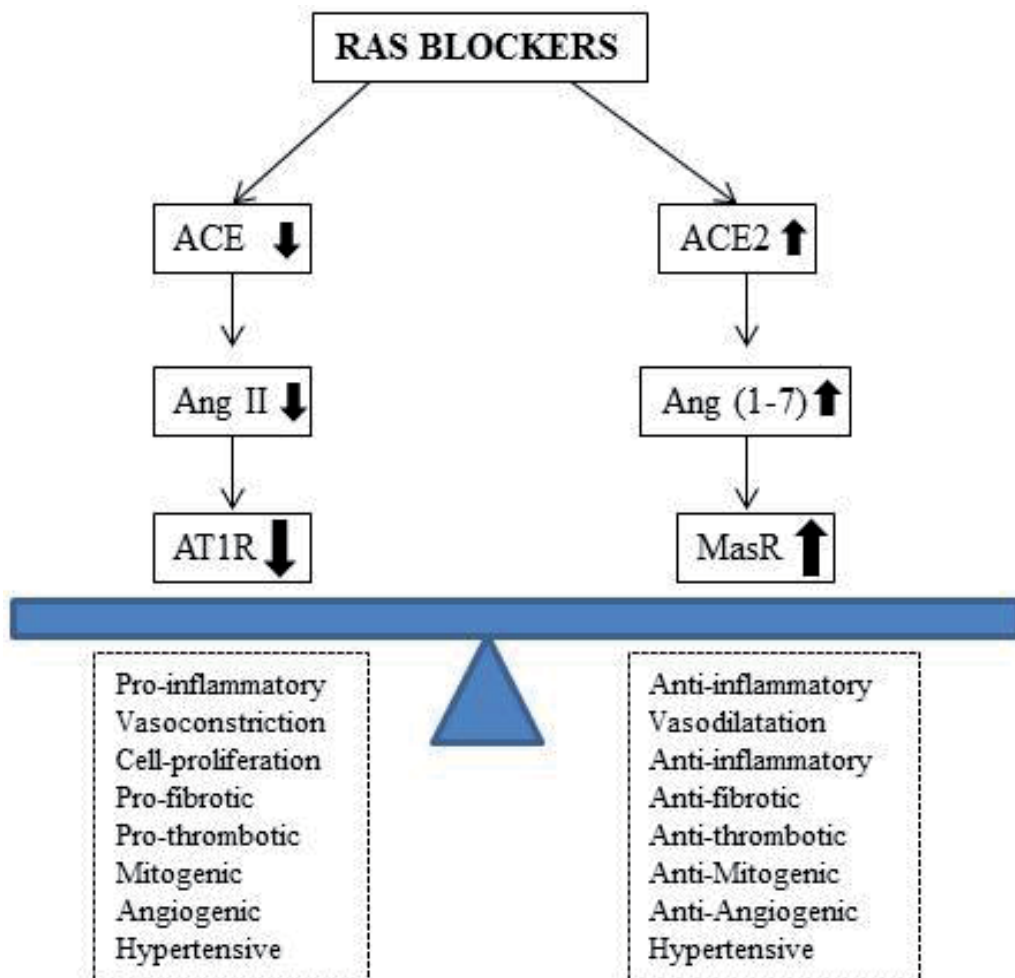 RAS BLOCKERS
ACE
ACE2
Ang II
Ang (1-7)
AT1R
MasR
Pro-inflammatory
Vasoconstriction
Cell-proliferation
Pro-fibrotic
Pro-thrombotic
Mitogenic
Angiogenic
Hypertensive
Anti-inflammatory
Vasodilatation
Anti-inflammatory
Anti-fibrotic
Anti-thrombotic
Anti-Mitogenic
Anti-Angiogenic
Hypertensive